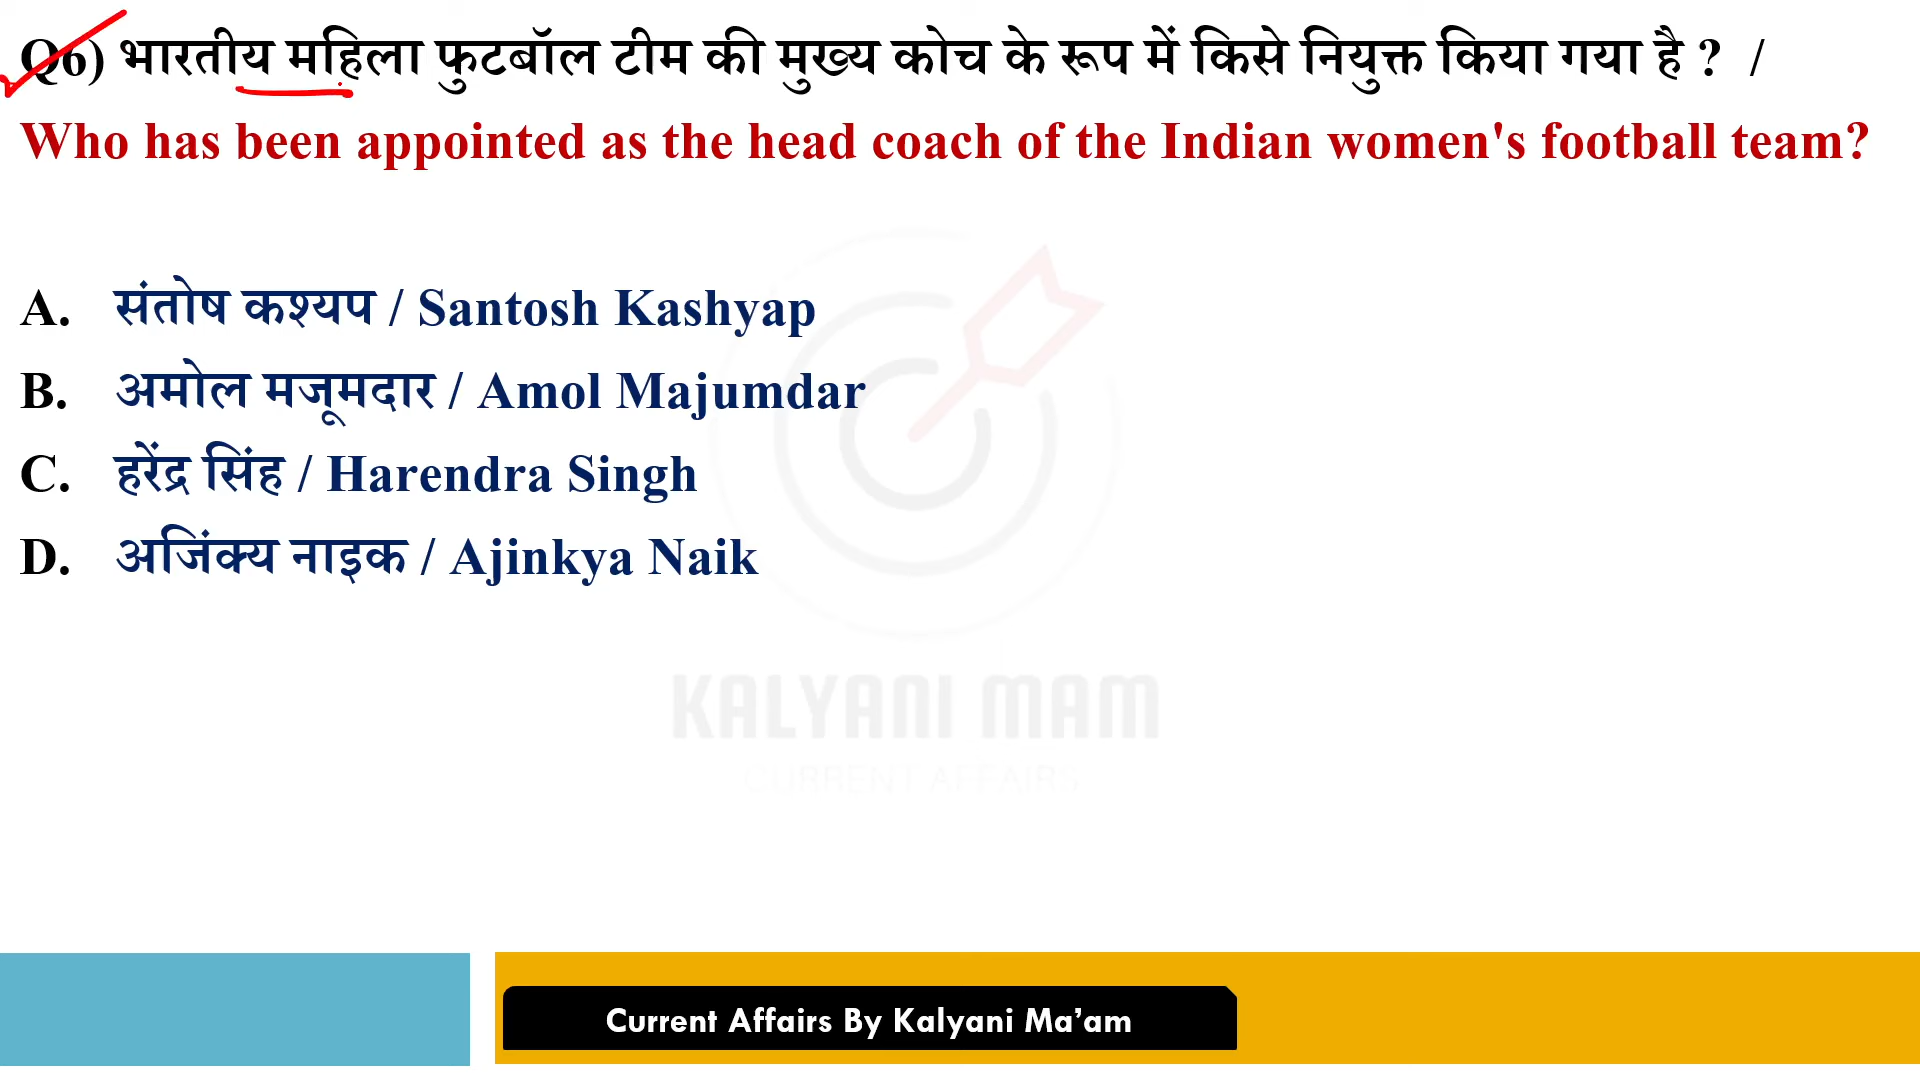 Q6) भारतीय महिला फुटबॉल टीम की मुख्य कोच के रूप में किसे नियुक्त किया गया है ? /
Who has been appointed as the head coach of the Indian women's football team?
A. संतोष कश्यप / Santosh Kashyap
B. अमोल मजूमदार / Amol Majumdar
C. हरेंद्र सिंह / Harendra Singh
D. अजिंक्य नाइक / Ajinkya Naik
KALYANI MAM
CURRENT AFFAIRS
Current Affairs By Kalyani Ma’am